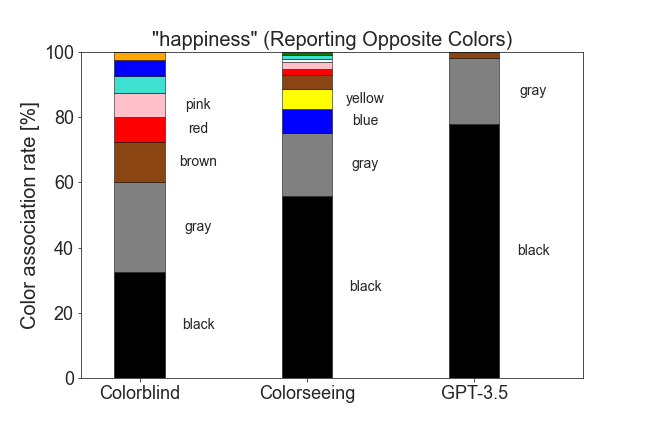 "happiness" (Reporting Opposite Colors)
Color association rate [%]
100
80
60
40
20
0
pink
red
brown
gray
black
yellow
blue
gray
black
gray
black
Colorblind
Colorseeing
GPT-3.5